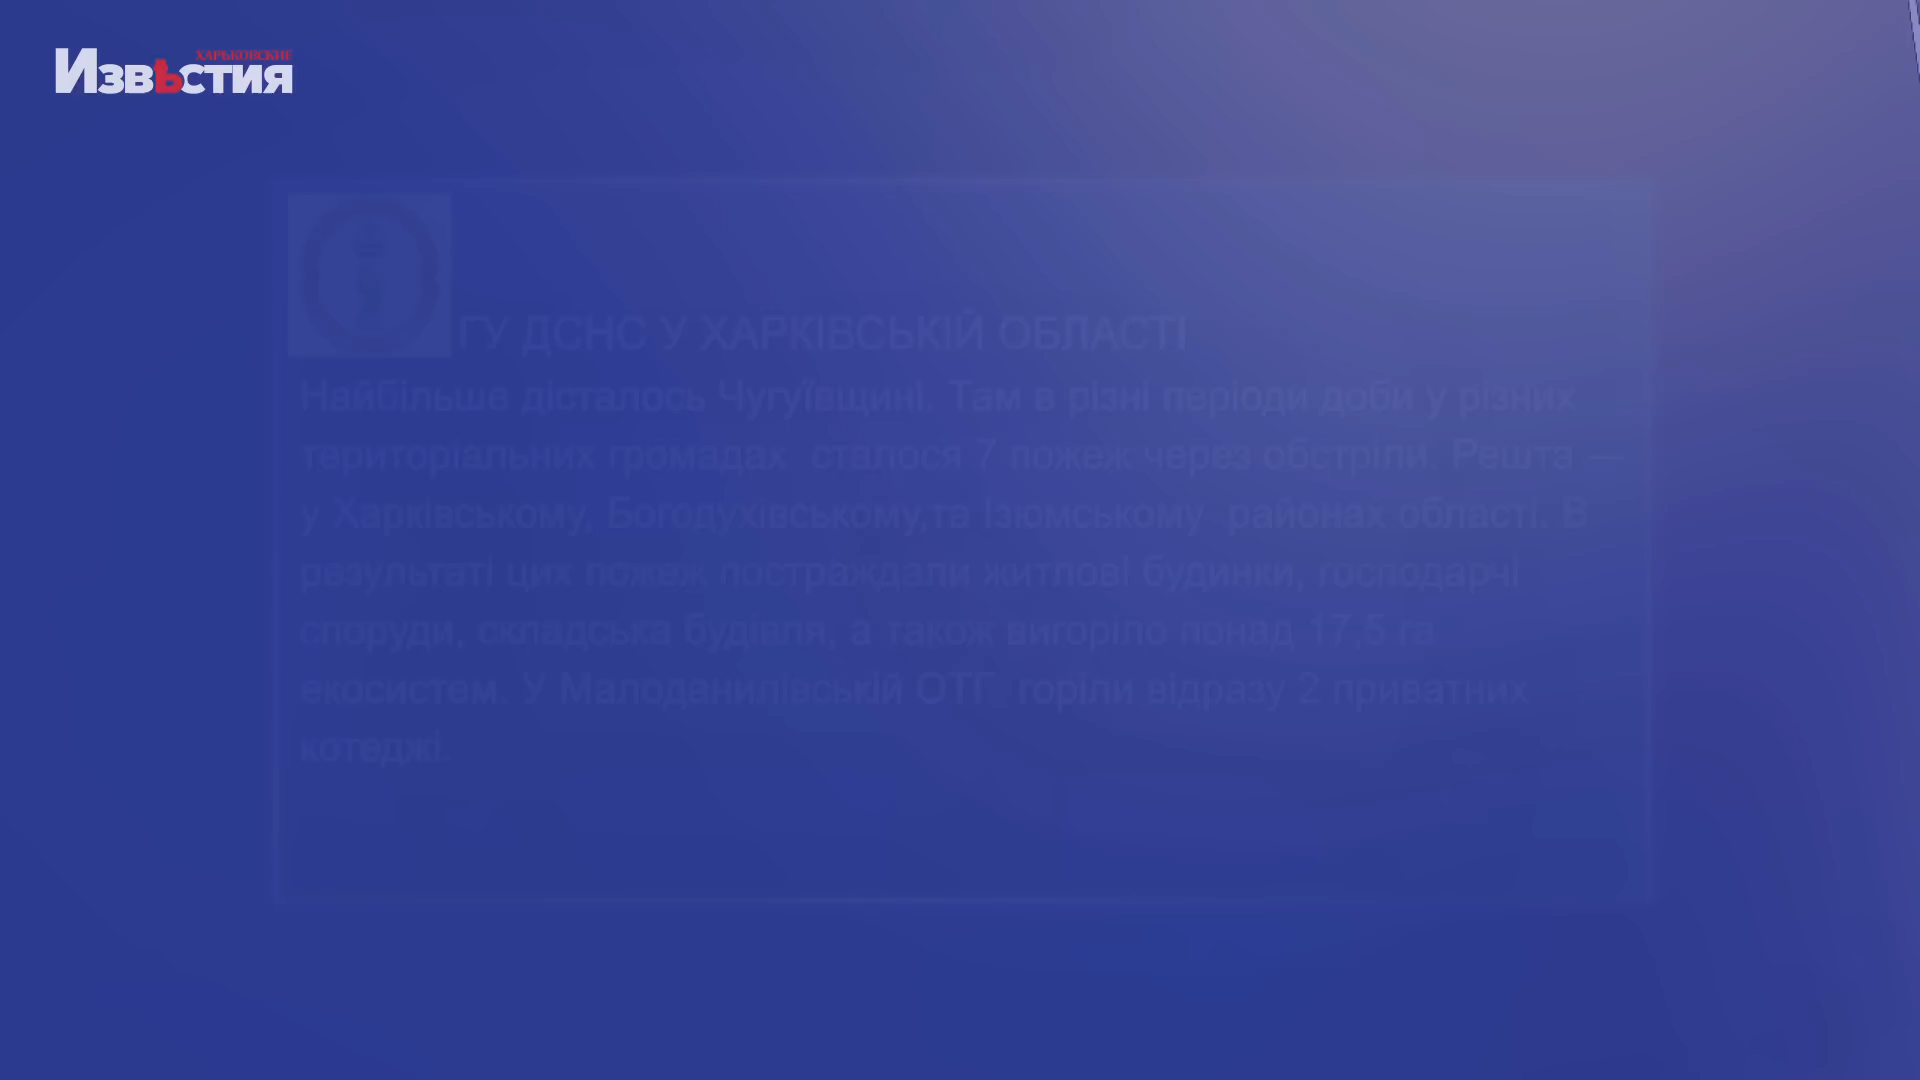 ХАРЬКОВСКИЕ
ИзвѢстия
ГУ ДСНС У ХАРКІВСЬКІЙ ОБЛАСТІ
Найбільше дісталось Чугуївщині. Там в різні періоди доби у різних
територіальних громадах сталося 7 пожеж через обстріли. Решта —
у Харківському, Богодухівському,та Ізюмському районах області. В
результаті цих пожеж постраждали житлові будинки, господарчі
споруди, складська будівля, а також вигоріло понад 17,5 га
екосистем. У Малоданилівській ОТГ горіли відразу 2 приватних
котеджі.